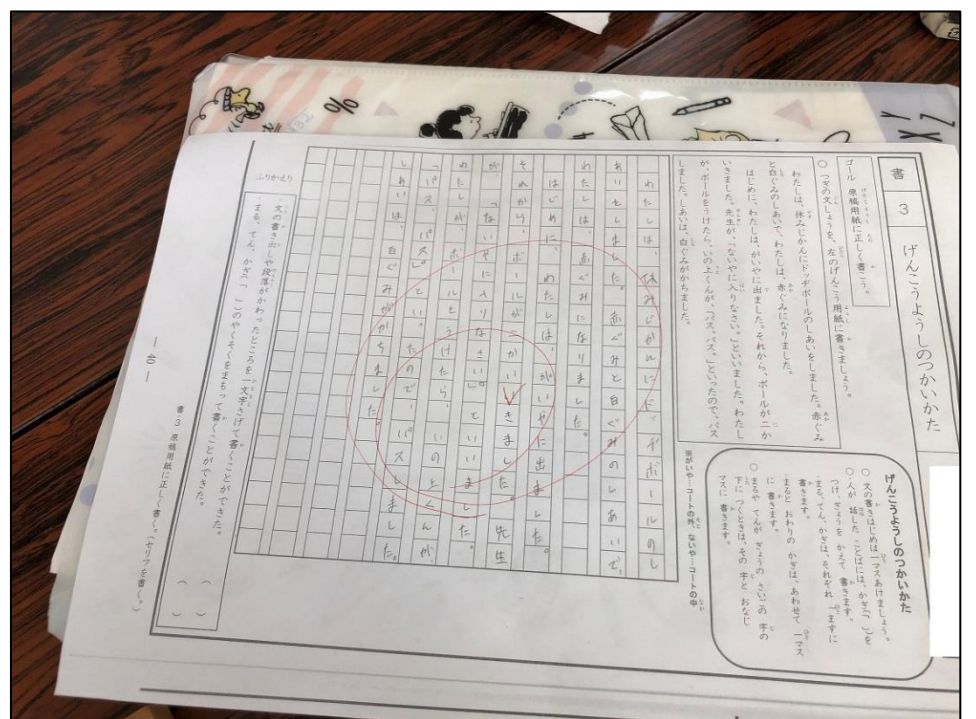 書
3
げんこうようしのつかいかた
ゴール 原稿用紙に正しく書こう。
○つぎの文しょうを、左のげんこう用紙に書きましょう。
わたしは、休みじかんにドッチボールのしあいをしました。赤ぐみ
と白ぐみのしあいで、わたしは、赤ぐみになりました。
はじめに、わたしは、がいやに出ました。それから、ボールが二か
いきました。先生が、「ないやに入りなさい。」といいました。わたし
が、ボールをうけたら、いの上くんが、「パス、パス。」といったので、パス
しました。しあいは、白ぐみがかちました。
げんこうようしのつかいかた
○文の書きはじめは一マスあけましょう。
○人が 話した ことばには、かぎ(「 」)を
つけ、ぎょうを かえて 書きます。
・まる、てん、かぎは、それぞれ 一ますに
書きます。
・まると おわりの かぎは、あわせて 一マス
に 書きます。
○まるや てんが ぎょうの さい〇の 字の
下に つくときは、その 字と おなじ
マスに 書きます。
※がいや…コートの外、ないや…コートの中
わたしは、休みじかんにドッチボールのし
あいをしました。赤ぐみと白ぐみのしあいで、
わたしは赤ぐみになりました。
はじめに、わたしは、がいやに出ました。
それから、ボールが二かいきました。先生
が、「ないやに入りなさい。」といいました。
わたしが、ボールをうけたら、いの上くんが、
「パス、パス。」といったので、パスしました。
しあいは、白ぐみがかちました。
ふりかえり
・文の書き出しや段落がかわったところを一文字さげて書くことができた。( )
・まる、てん、かぎ(「 」)のやくそくをまもって書くことができた。( )
― 40 ―
書3 原稿用紙に正しく書く。(セリフを書く。)